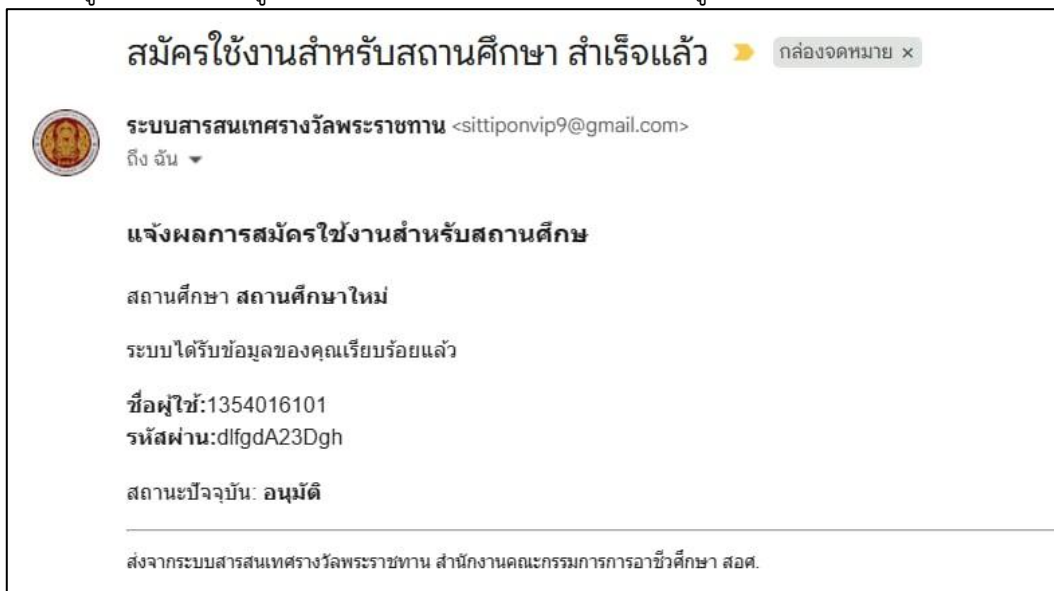 สมัครใช้งานสำหรับสถานศึกษา สำเร็จแล้ว กล่องจดหมาย ×
ระบบสารสนเทศรางวัลพระราชทาน <sittiponvip9@gmail.com>
ถึง ฉัน
แจ้งผลการสมัครใช้งานสำหรับสถานศึกษ
สถานศึกษา สถานศึกษาใหม่
ระบบได้รับข้อมูลของคุณเรียบร้อยแล้ว
ชื่อผู้ใช้:1354016101
รหัสผ่าน:dlfgdA23Dgh
สถานะปัจจุบัน: อนุมัติ
ส่งจากระบบสารสนเทศรางวัลพระราชทาน สำนักงานคณะกรรมการการอาชีวศึกษา สอศ.